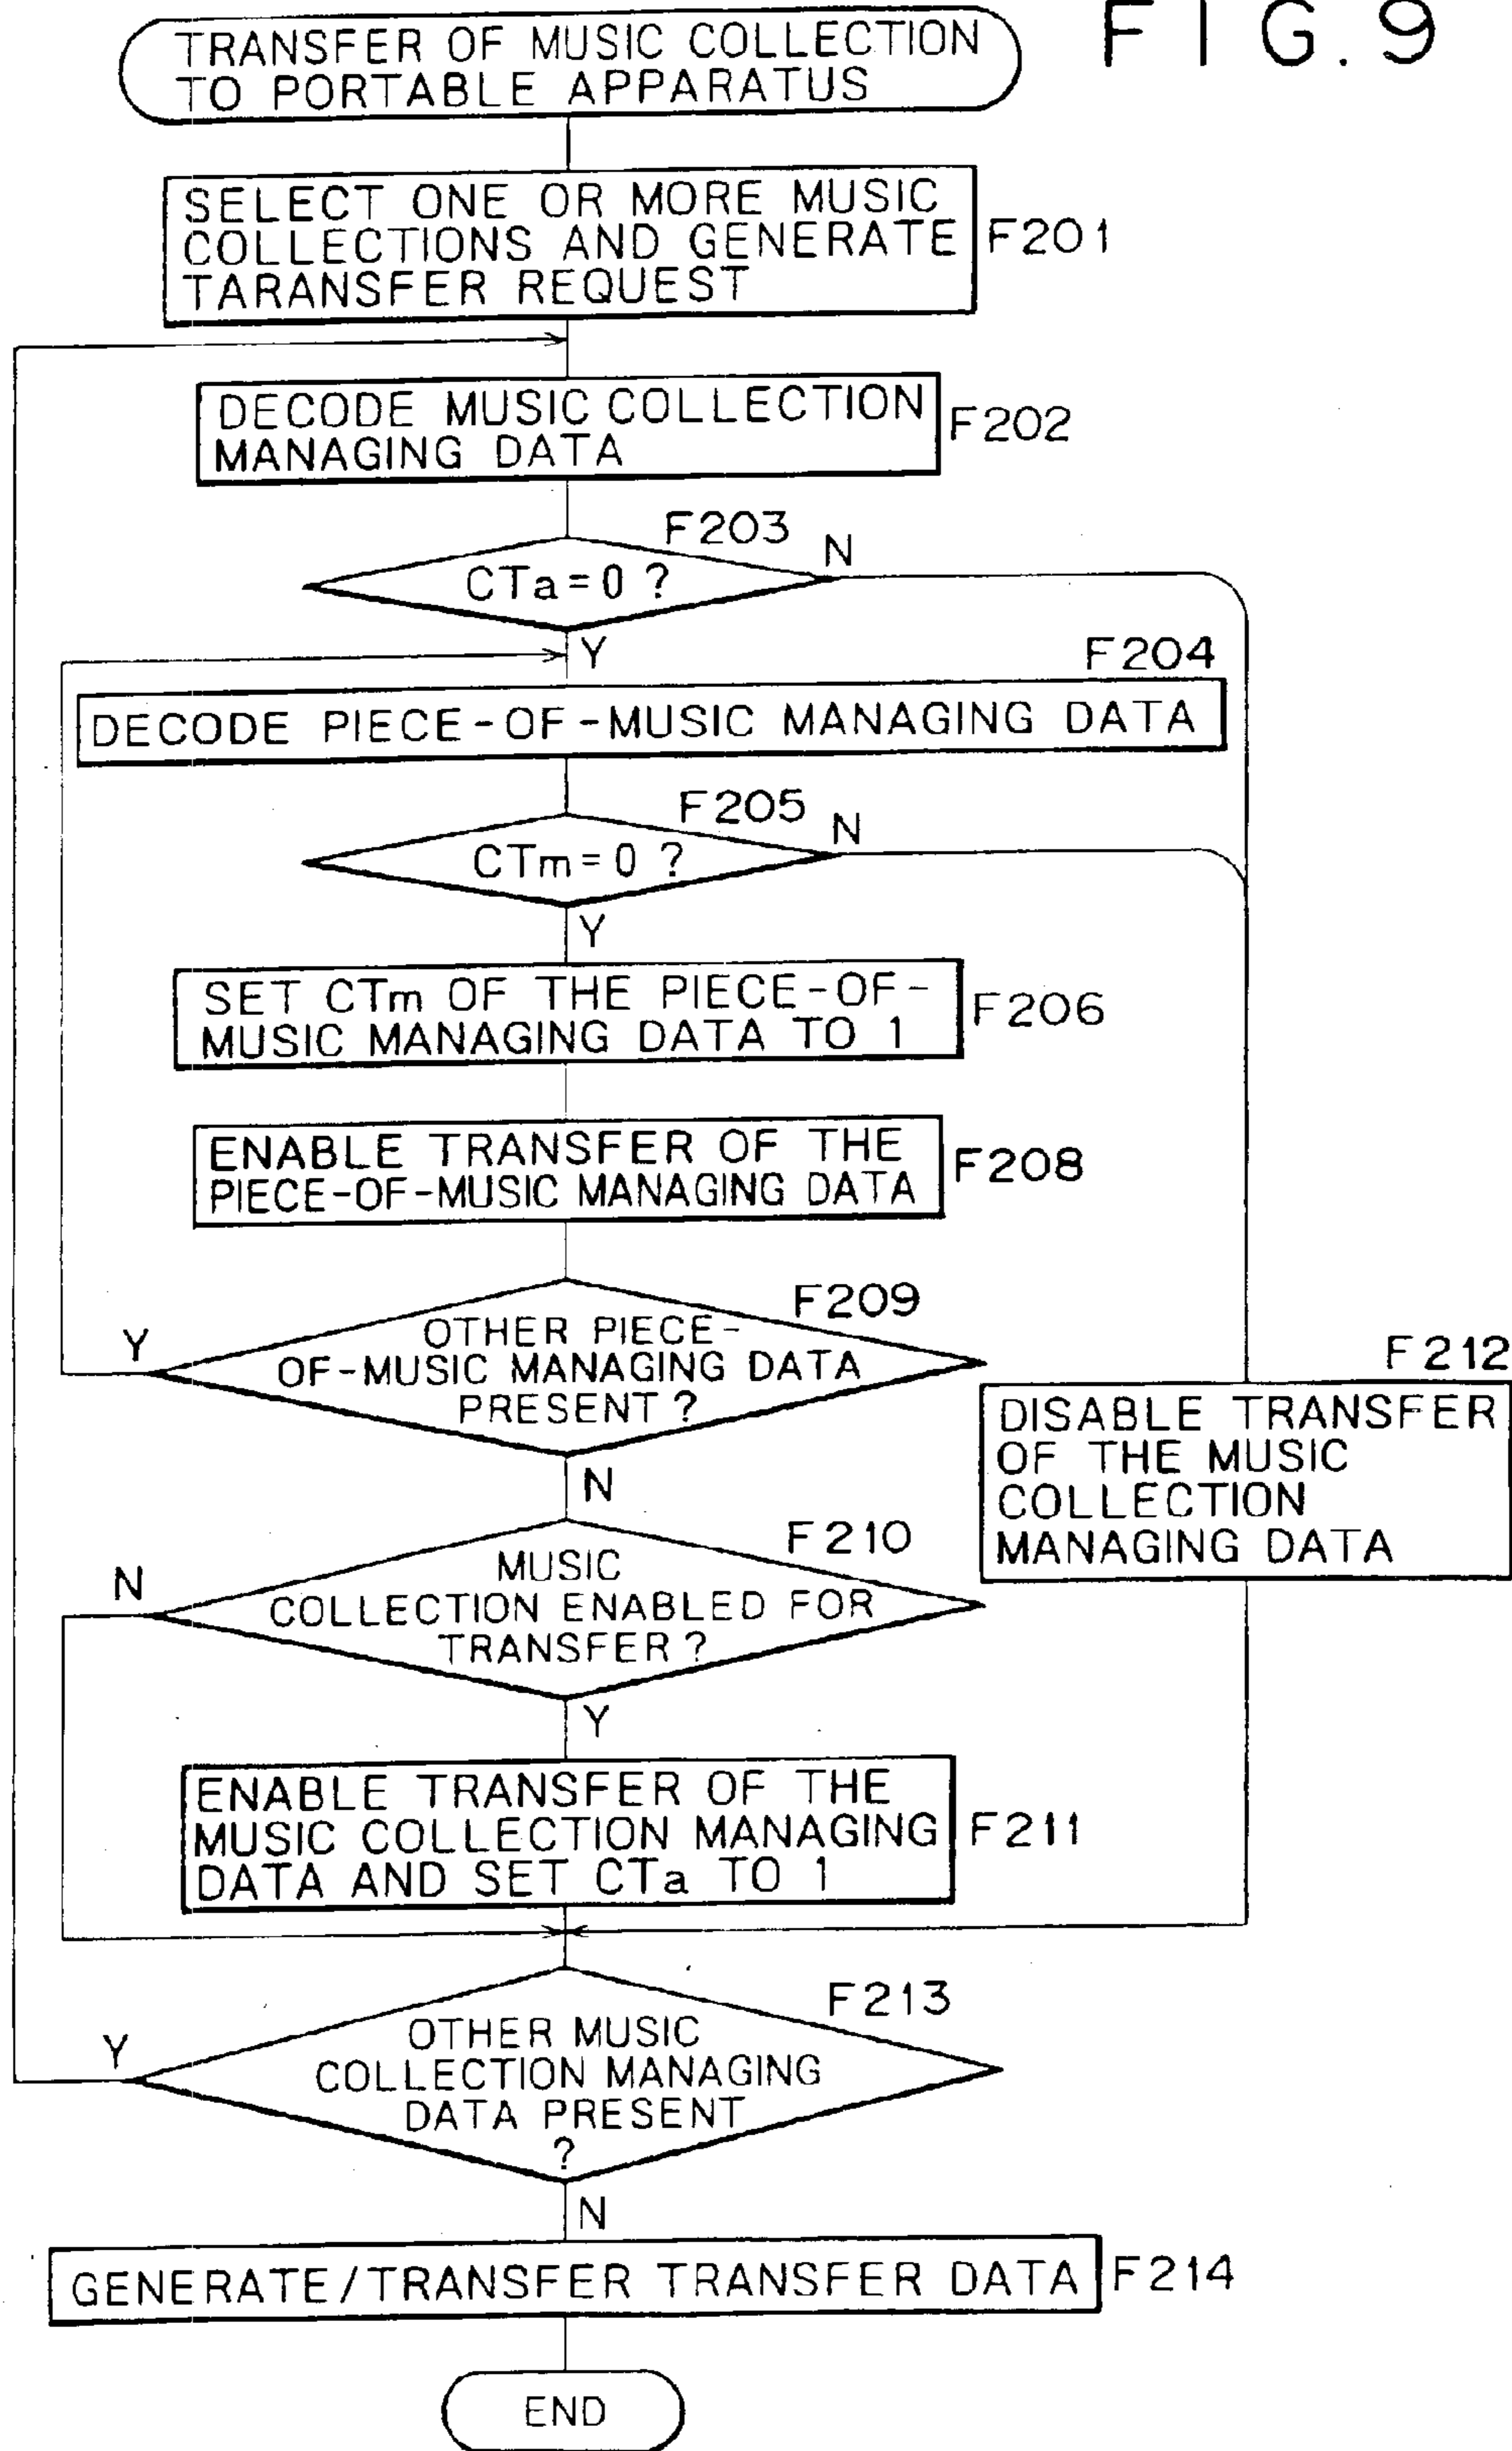 FIG. 9
TRANSFER OF MUSIC COLLECTION
TO PORTABLE APPARATUS
SELECT ONE OR MORE MUSIC
COLLECTIONS AND GENERATE
TARANSFER REQUEST
F201
DECODE MUSIC COLLECTION
MANAGING DATA
F202
F203
CTa=0 ?
N
Y
F204
DECODE PIECE-OF-MUSIC MANAGING DATA
F205
CTm=0 ?
N
Y
SET CTm OF THE PIECE-OF-
MUSIC MANAGING DATA TO 1
F206
ENABLE TRANSFER OF THE
PIECE-OF-MUSIC MANAGING DATA
F208
F209
OTHER PIECE-
OF-MUSIC MANAGING DATA
PRESENT ?
Y
N
F212
DISABLE TRANSFER
OF THE MUSIC
COLLECTION
MANAGING DATA
F210
MUSIC
COLLECTION ENABLED FOR
TRANSFER ?
N
Y
ENABLE TRANSFER OF THE
MUSIC COLLECTION MANAGING
DATA AND SET CTa TO 1
F211
F213
OTHER MUSIC
COLLECTION MANAGING
DATA PRESENT
?
Y
N
GENERATE/TRANSFER TRANSFER DATA
F214
END